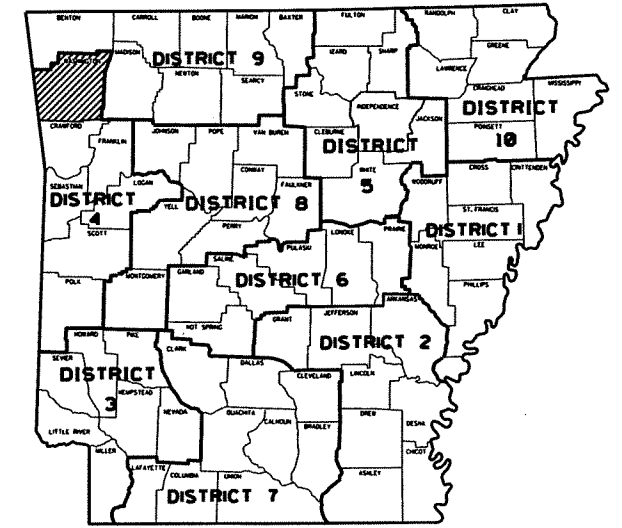 BENTON
CARROLL
BOONE
MARION
BAXTER
FULTON
RANDOLPH
CLAY
MADISON
DISTRICT 9
IZARD
SHARP
GREENE
LAWRENCE
NEWTON
SEARCY
STONE
CRAIGHEAD
MISSISSIPPI
INDEPENDENCE
DISTRICT
10
CRAWFORD
FRANKLIN
JOHNSON
POPE
VAN BUREN
CLEBURNE
JACKSON
POINSETT
DISTRICT
5
CONWAY
WHITE
CROSS
CRITTENDEN
SEBASTIAN
LOGAN
FAULKNER
WOODRUFF
DISTRICT
4
YELL
DISTRICT 8
ST. FRANCIS
PERRY
LONOKE
PRAIRIE
DISTRICT 1
SCOTT
PULASKI
MONROE
LEE
SALINE
GARLAND
DISTRICT 6
POLK
MONTGOMERY
PHILLIPS
ARKANSAS
HOT SPRING
GRANT
JEFFERSON
HOWARD
PIKE
CLARK
DISTRICT 2
SEVIER
DALLAS
CLEVELAND
LINCOLN
DISTRICT
3
HEMPSTEAD
NEVADA
OUACHITA
CALHOUN
BRADLEY
DREW
DESHA
LITTLE RIVER
MILLER
CHICOT
LAFAYETTE
COLUMBIA
UNION
ASHLEY
DISTRICT 7